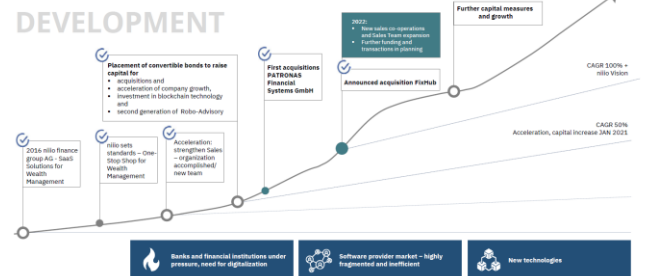 DEVELOPMENT
2022:
• New sales co-operations
and Sales Team expansion
• Further funding and
transactions in planning
Further capital measures
and growth
Placement of convertible bonds to raise
capital for
• acquisitions and
• acceleration of company growth,
• investment in blockchain technology
and
• second generation of Robo-Advisory
First acquisitions
PATRONAS
Financial
Systems GmbH
Announced acquisition FisHub
CAGR 100% +
niiio Vision
CAGR 50%
Acceleration, capital increase JAN 2021
2016 niiio finance
group AG - SaaS
Solutions for
Wealth
Management
niiio sets
standards – One-
Stop Shop for
Wealth
Management
Acceleration:
strengthen Sales
– organization
accomplished/
new team
Banks and financial institutions under
pressure, need for digitalization
Software provider market – highly
fragmented and inefficient
New technologies